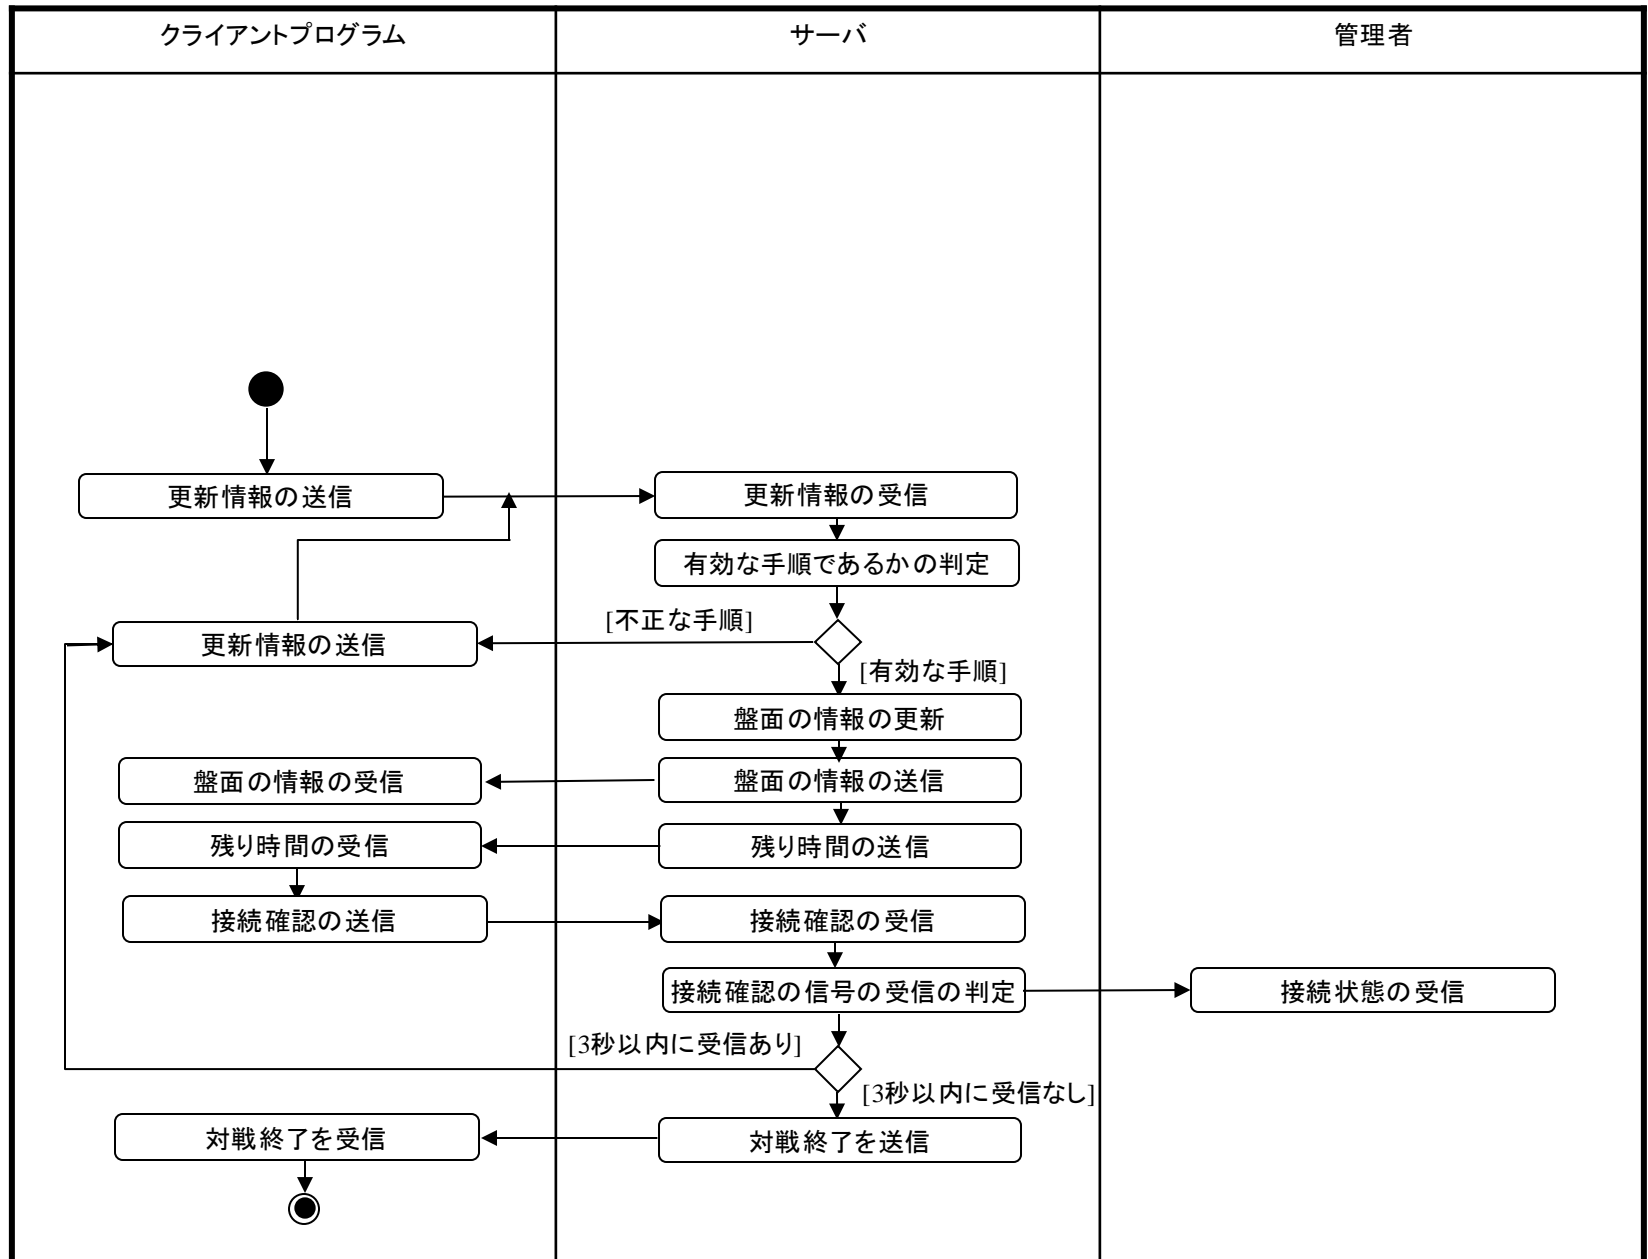 クライアントプログラム
サーバ
管理者
更新情報の送信
更新情報の受信
有効な手順であるかの判定
[不正な手順]
更新情報の送信
[有効な手順]
盤面の情報の更新
盤面の情報の受信
盤面の情報の送信
残り時間の受信
残り時間の送信
接続確認の送信
接続確認の受信
接続確認の信号の受信の判定
接続状態の受信
[3秒以内に受信あり]
[3秒以内に受信なし]
対戦終了を受信
対戦終了を送信